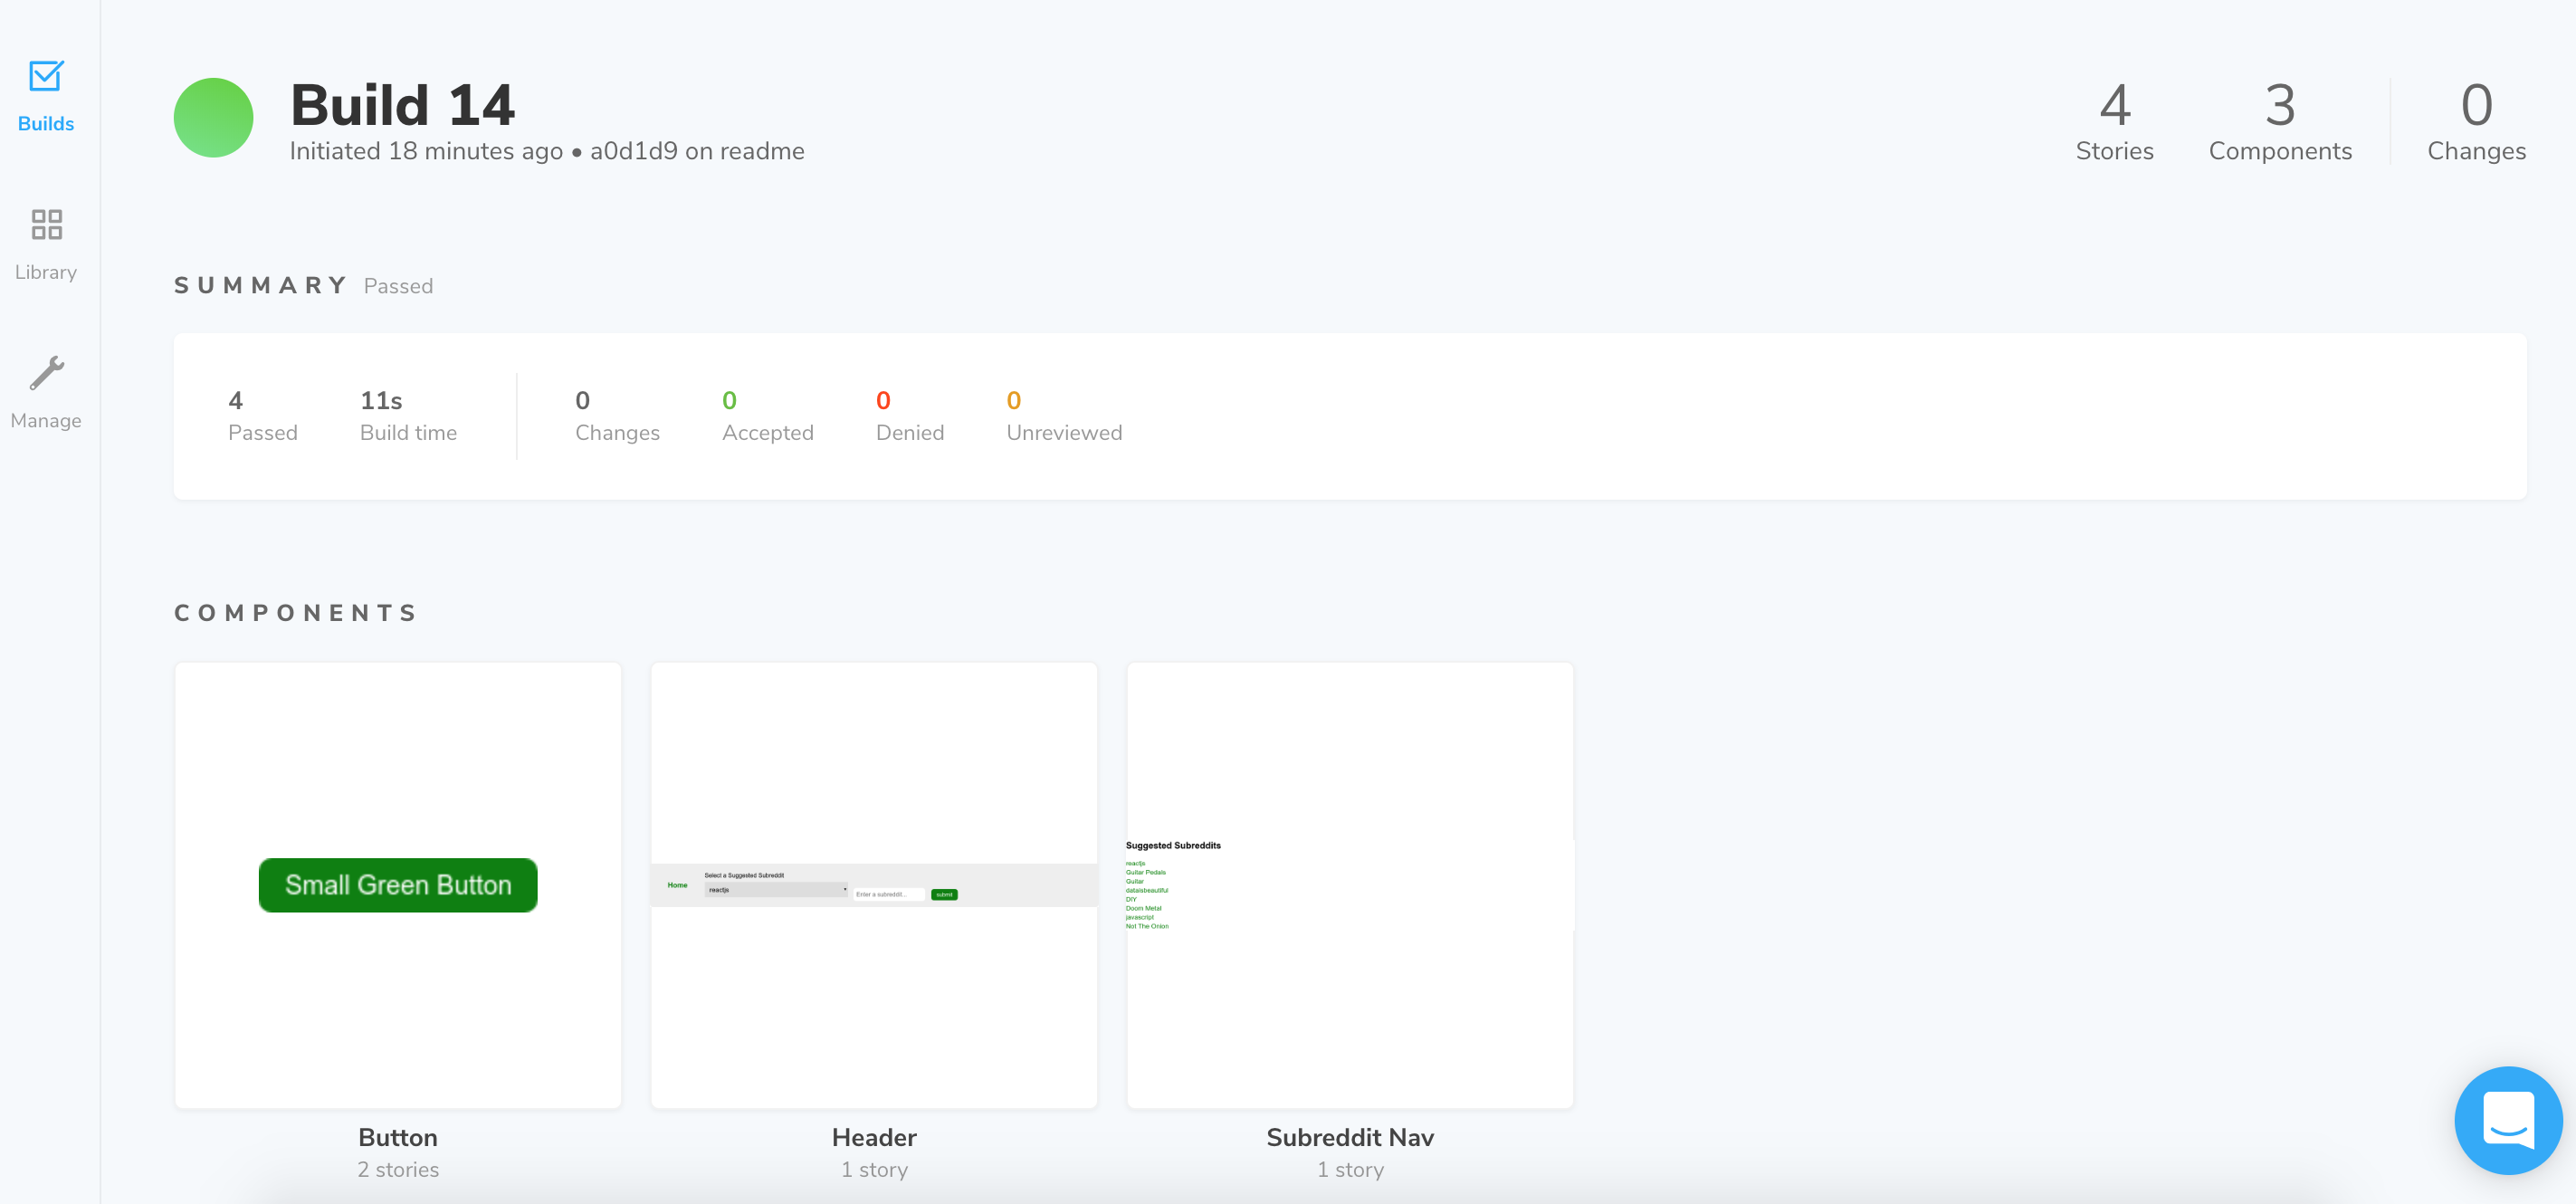 Builds
Library
Manage
Build 14
Initiated 18 minutes ago • a0d1d9 on readme
4
Stories
3
Components
0
Changes
SUMMARY Passed
4
Passed
11s
Build time
0
Changes
0
Accepted
0
Denied
0
Unreviewed
COMPONENTS
Small Green Button
Home
Select a Suggested Subreddit
reactjs
Enter a subreddit...
submit
Suggested Subreddits
reactjs
Guitar Pedals
Guitar
dataisbeautiful
DIY
Doom Metal
javascript
Not The Onion
Button
2 stories
Header
1 story
Subreddit Nav
1 story